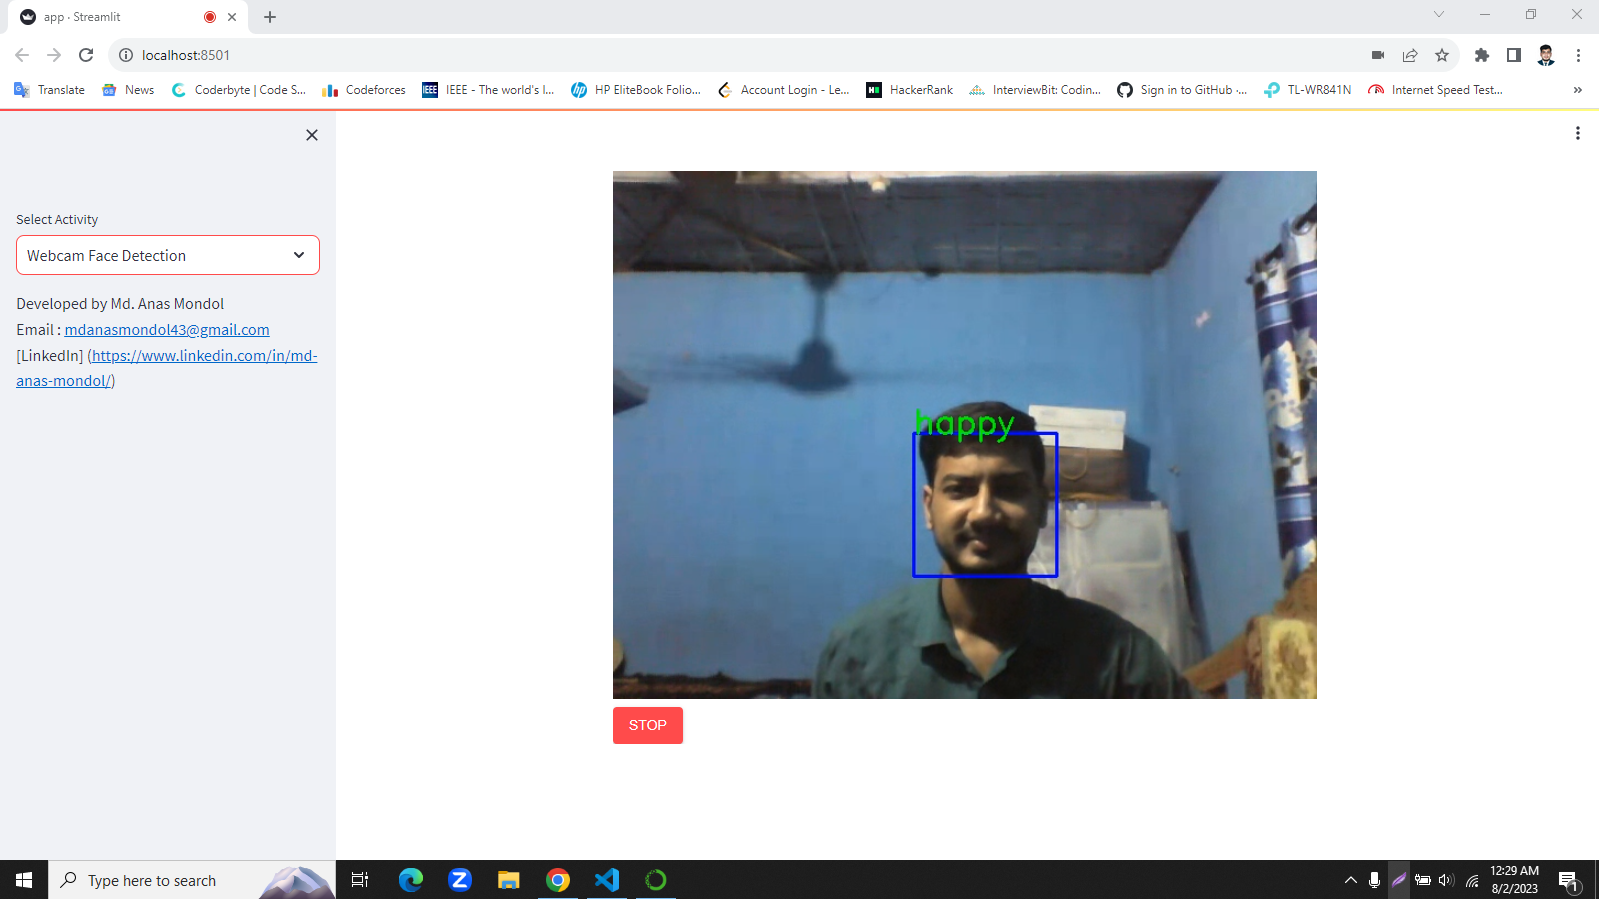 app · Streamlit
localhost:8501
Translate
News
Coderbyte | Code S...
Codeforces
IEEE
IEEE - The world's l...
hp
HP EliteBook Folio...
Account Login - Le...
HackerRank
InterviewBit: Codin...
Sign in to GitHub ·...
TL-WR841N
Internet Speed Test...
Select Activity
Webcam Face Detection
Developed by Md. Anas Mondol
Email : mdanasmondol43@gmail.com
[LinkedIn] (https://www.linkedin.com/in/md-
anas-mondol/)
happy
STOP
Type here to search
12:29 AM
8/2/2023
1